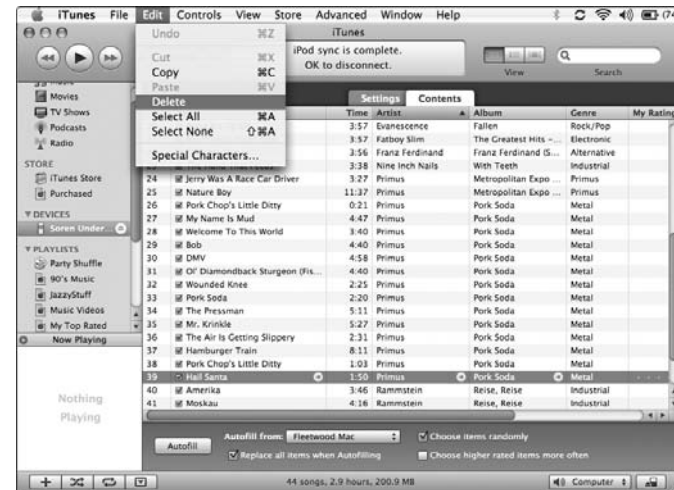 iTunes File Edit Controls View Store Advanced Window Help
iTunes
Undo ⌘Z
Cut ⌘X
Copy ⌘C
Paste ⌘V
Delete
Select All ⌘A
Select None ⇧⌘A
Special Characters...
iPod sync is complete.
OK to disconnect.
View
Search
Movies
TV Shows
Podcasts
Radio
STORE
iTunes Store
Purchased
DEVICES
Soren Under...
PLAYLISTS
Party Shuffle
90's Music
JazzyStuff
Music Videos
My Top Rated
Now Playing
Nothing
Playing
Settings Contents
Time Artist Album Genre My Rating
3:57 Evanescence Fallen Rock/Pop
3:57 Fatboy Slim The Greatest Hits -... Electronic
3:56 Franz Ferdinand Franz Ferdinand (S... Alternative
3:38 Nine Inch Nails With Teeth Industrial
24 Jerry Was A Race Car Driver 3:27 Primus Metropolitan Expo ... Primus
25 Nature Boy 11:37 Primus Metropolitan Expo ... Primus
26 Pork Chop's Little Ditty 0:21 Primus Pork Soda Metal
27 My Name Is Mud 4:47 Primus Pork Soda Metal
28 Welcome To This World 3:40 Primus Pork Soda Metal
29 Bob 4:40 Primus Pork Soda Metal
30 DMV 4:58 Primus Pork Soda Metal
31 Ol' Diamondback Sturgeon (Fis... 4:40 Primus Pork Soda Metal
32 Wounded Knee 2:25 Primus Pork Soda Metal
33 Pork Soda 2:20 Primus Pork Soda Metal
34 The Pressman 5:11 Primus Pork Soda Metal
35 Mr. Krinkle 5:27 Primus Pork Soda Metal
36 The Air Is Getting Slippery 2:31 Primus Pork Soda Metal
37 Hamburger Train 8:11 Primus Pork Soda Metal
38 Pork Chop's Little Ditty 1:03 Primus Pork Soda Metal
39 Hail Santa 1:50 Primus Pork Soda Metal
40 Amerika 3:46 Rammstein Reise, Reise Industrial
41 Moskau 4:16 Rammstein Reise, Reise Industrial
Autofill Autofill from: Fleetwood Mac Choose items randomly
Replace all items when Autofilling Choose higher rated items more often
44 songs, 2.9 hours, 200.9 MB
Computer